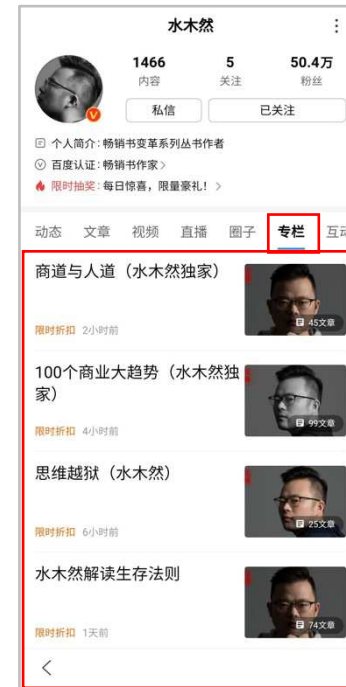 水木然
1466 5 50.4万
内容 关注 粉丝
私信 已关注
个人简介：畅销书变革系列丛书作者
百度认证：畅销书作家>
限时抽奖：每日惊喜，限量豪礼！>
动态 文章 视频 直播 圈子 专栏 互动
商道与人道（水木然独家）
45文章
限时折扣 2小时前
100个商业大趋势（水木然独
家）
99文章
限时折扣 4小时前
思维越狱（水木然）
25文章
限时折扣 6小时前
水木然解读生存法则
74文章
限时折扣 1天前